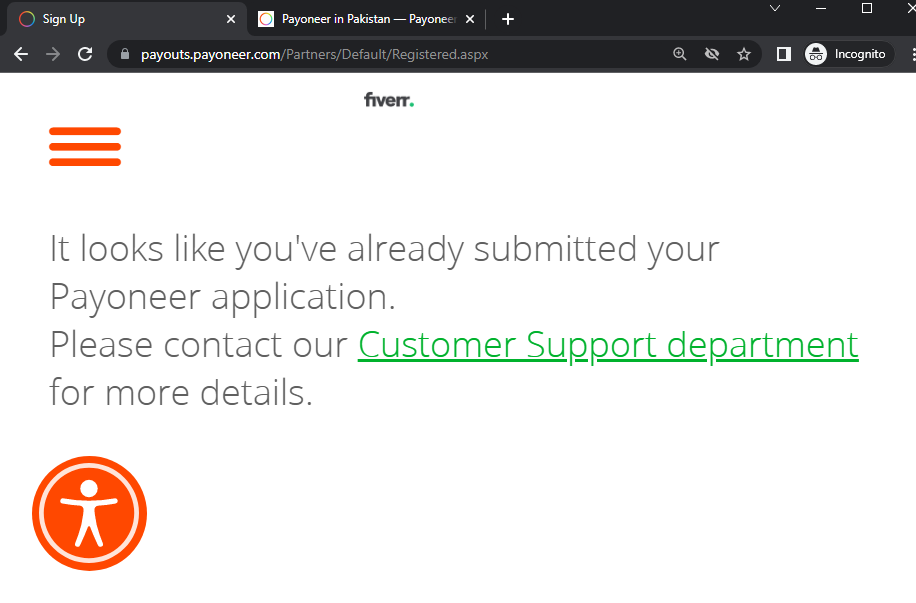 Sign Up
Payoneer in Pakistan — Payoneer
payouts.payoneer.com/Partners/Default/Registered.aspx
Incognito
fiverr.
It looks like you've already submitted your
Payoneer application.
Please contact our Customer Support department
for more details.